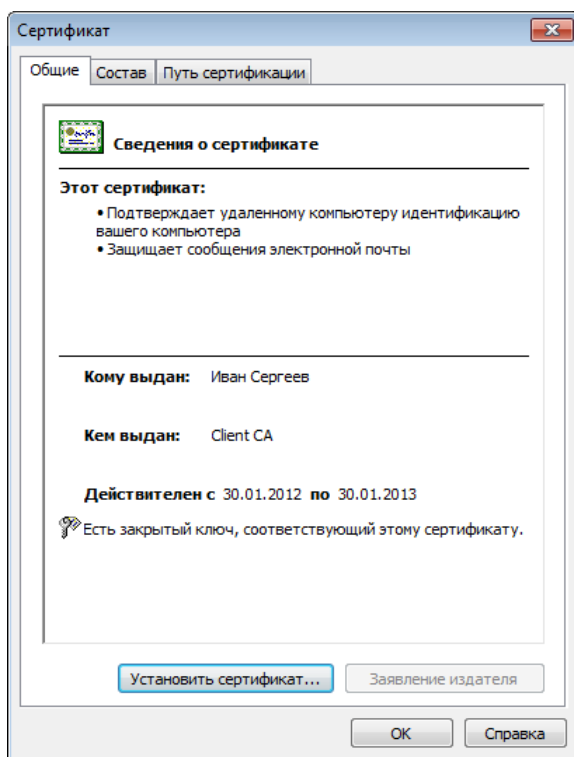 Сертификат
Общие Состав Путь сертификации
Сведения о сертификате
Этот сертификат:
• Подтверждает удаленному компьютеру идентификацию
вашего компьютера
• Защищает сообщения электронной почты
Кому выдан: Иван Сергеев
Кем выдан: Client CA
Действителен с 30.01.2012 по 30.01.2013
Есть закрытый ключ, соответствующий этому сертификату.
Установить сертификат... Заявление издателя
ОК Справка